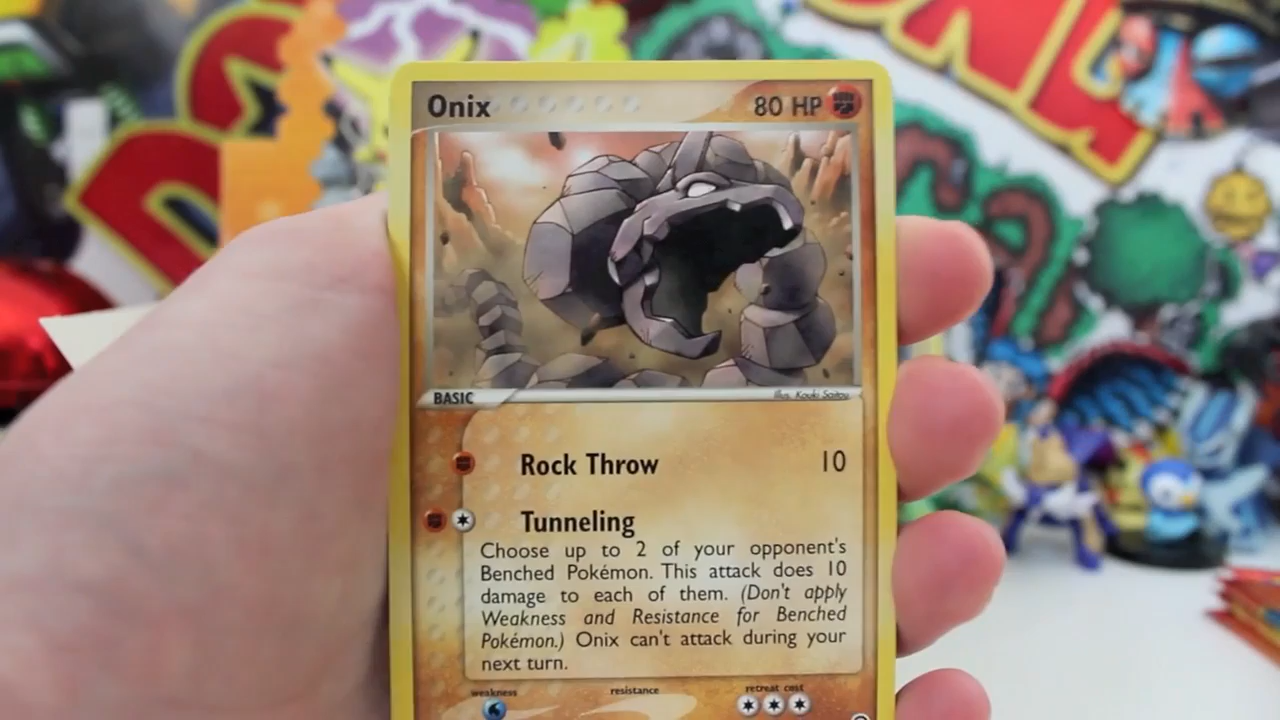 Onix 80 HP
BASIC Illus. Kouki Saitou
Rock Throw 10
Tunneling
Choose up to 2 of your opponent's
Benched Pokémon. This attack does 10
damage to each of them. (Don't apply
Weakness and Resistance for Benched
Pokémon.) Onix can't attack during your
next turn.
weakness resistance retreat cost